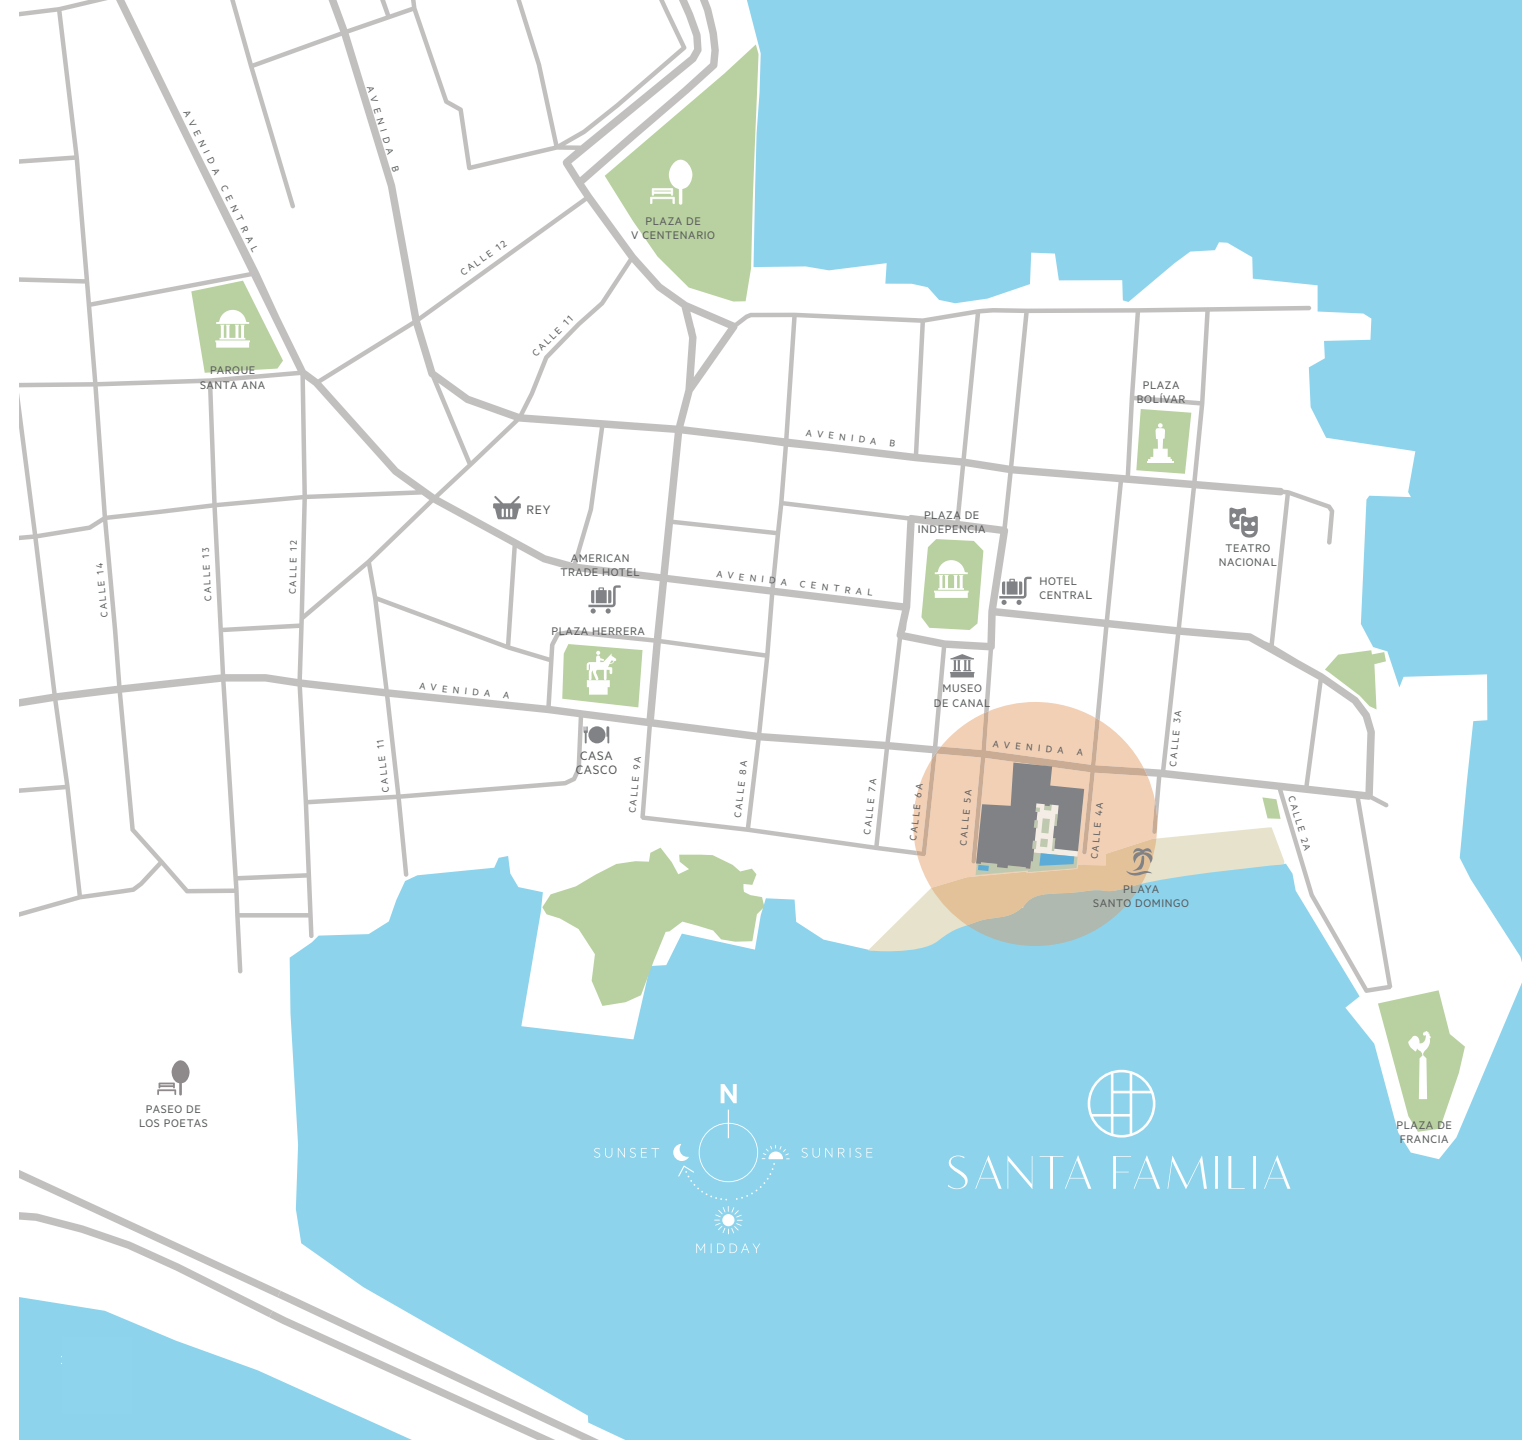 AVENIDA CENTRAL
AVENIDA B
PLAZA DE
V CENTENARIO
CALLE 12
CALLE 11
PARQUE
SANTA ANA
PLAZA
BOLÍVAR
AVENIDA B
REY
PLAZA DE
INDEPENCIA
TEATRO
NACIONAL
AMERICAN
TRADE HOTEL
AVENIDA CENTRAL
HOTEL
CENTRAL
CALLE 14
CALLE 13
CALLE 12
PLAZA HERRERA
MUSEO
DE CANAL
AVENIDA A
CASA
CASCO
AVENIDA A
CALLE 11
CALLE 9A
CALLE 8A
CALLE 7A
CALLE 6A
CALLE 5A
CALLE 4A
CALLE 3A
CALLE 2A
PLAYA
SANTO DOMINGO
PASEO DE
LOS POETAS
PLAZA DE
FRANCIA
N
SUNSET
SUNRISE
MIDDAY
SANTA FAMILIA